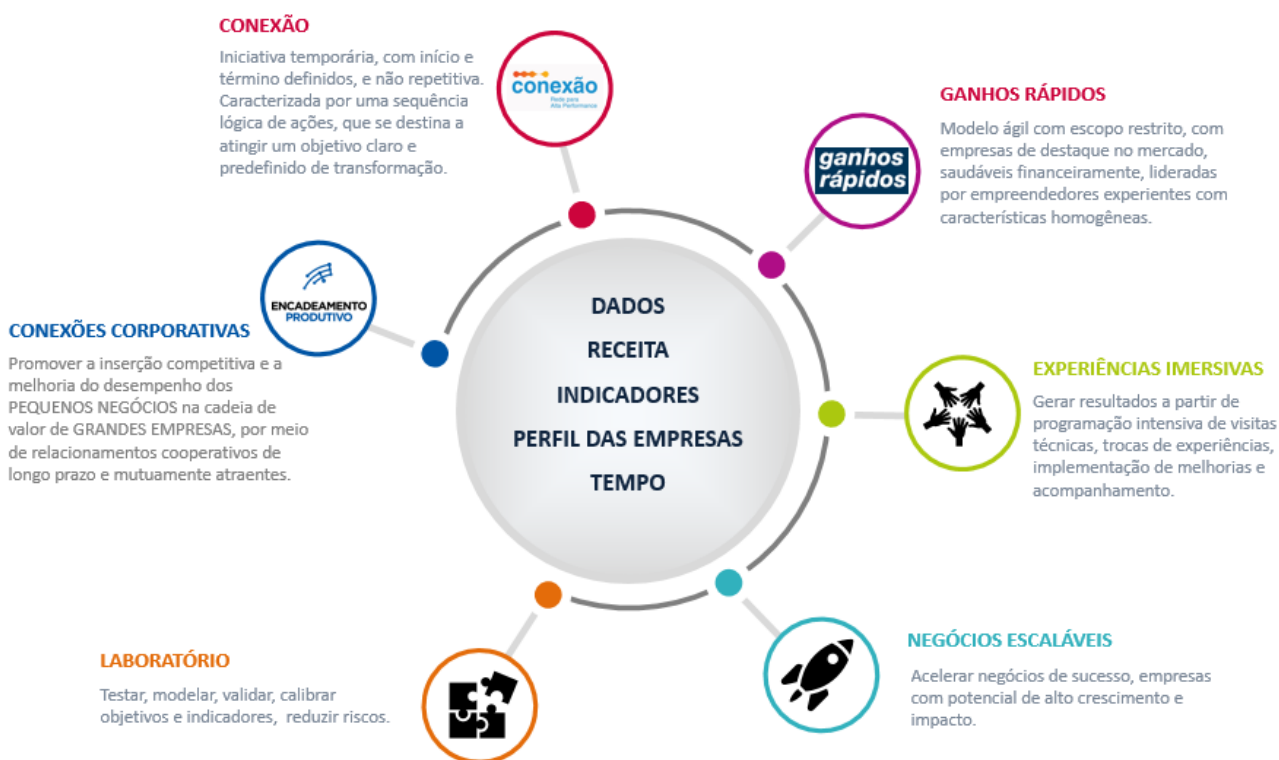 CONEXÃO
Iniciativa temporária, com início e
término definidos, e não repetitiva.
Caracterizada por uma sequência
lógica de ações, que se destina a
atingir um objetivo claro e
predefinido de transformação.
conexão
Rede para
Alta Performance
GANHOS RÁPIDOS
Modelo ágil com escopo restrito, com
empresas de destaque no mercado,
saudáveis financeiramente, lideradas
por empreendedores experientes com
características homogêneas.
ganhos
rápidos
ENCADEAMENTO
PRODUTIVO
CONEXÕES CORPORATIVAS
Promover a inserção competitiva e a
melhoria do desempenho dos
PEQUENOS NEGÓCIOS na cadeia de
valor de GRANDES EMPRESAS, por meio
de relacionamentos cooperativos de
longo prazo e mutuamente atraentes.
DADOS
RECEITA
INDICADORES
PERFIL DAS EMPRESAS
TEMPO
EXPERIÊNCIAS IMERSIVAS
Gerar resultados a partir de
programação intensiva de visitas
técnicas, trocas de experiências,
implementação de melhorias e
acompanhamento.
LABORATÓRIO
Testar, modelar, validar, calibrar
objetivos e indicadores, reduzir riscos.
NEGÓCIOS ESCALÁVEIS
Acelerar negócios de sucesso, empresas
com potencial de alto crescimento e
impacto.